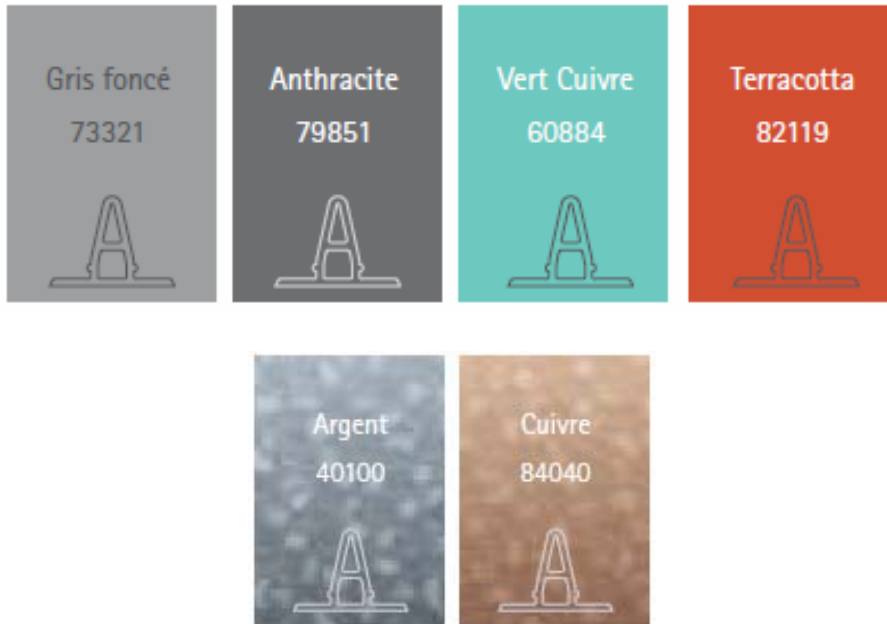 Gris foncé
73321
Anthracite
79851
Vert Cuivre
60884
Terracotta
82119
Argent
40100
Cuivre
84040